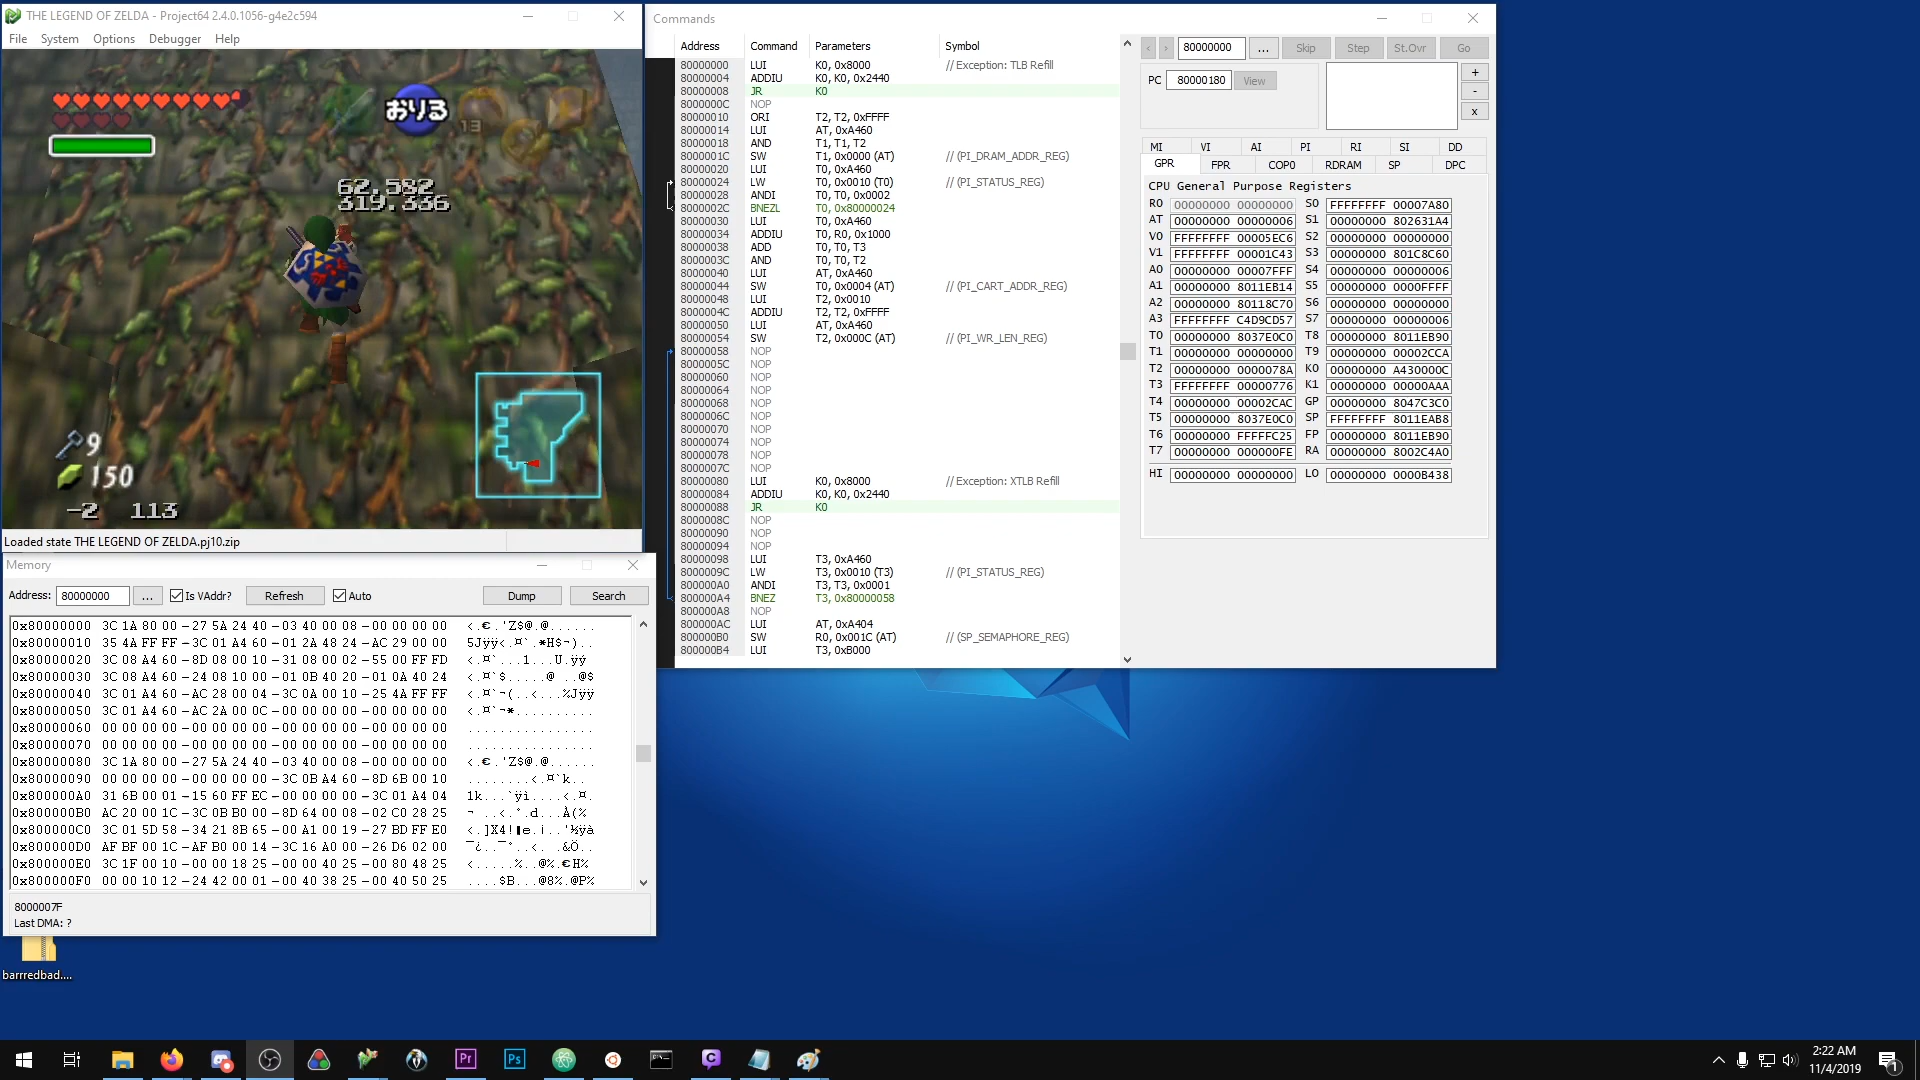 THE LEGEND OF ZELDA - Project64 2.4.0.1056-g4e2c594
File System Options Debugger Help
おりる
13
62.582
319.336
9
150
-2 113
Loaded state THE LEGEND OF ZELDA.pj10.zip
Commands
Address Command Parameters Symbol
80000000 LUI K0, 0x8000 // Exception: TLB Refill
80000004 ADDIU K0, K0, 0x2440
80000008 JR K0
8000000C NOP
80000010 ORI T2, T2, 0xFFFF
80000014 LUI AT, 0xA460
80000018 AND T1, T1, T2
8000001C SW T1, 0x0000 (AT) // (PI_DRAM_ADDR_REG)
80000020 LUI T0, 0xA460
80000024 LW T0, 0x0010 (T0) // (PI_STATUS_REG)
80000028 ANDI T0, T0, 0x0002
8000002C BNEZL T0, 0x80000024
80000030 LUI T0, 0xA460
80000034 ADDIU T0, R0, 0x1000
80000038 ADD T0, T0, T3
8000003C AND T0, T0, T2
80000040 LUI AT, 0xA460
80000044 SW T0, 0x0004 (AT) // (PI_CART_ADDR_REG)
80000048 LUI T2, 0x0010
8000004C ADDIU T2, T2, 0xFFFF
80000050 LUI AT, 0xA460
80000054 SW T2, 0x000C (AT) // (PI_WR_LEN_REG)
80000058 NOP
8000005C NOP
80000060 NOP
80000064 NOP
80000068 NOP
8000006C NOP
80000070 NOP
80000074 NOP
80000078 NOP
8000007C NOP
80000080 LUI K0, 0x8000 // Exception: XTLB Refill
80000084 ADDIU K0, K0, 0x2440
80000088 JR K0
8000008C NOP
80000090 NOP
80000094 NOP
80000098 LUI T3, 0xA460
8000009C LW T3, 0x0010 (T3) // (PI_STATUS_REG)
800000A0 ANDI T3, T3, 0x0001
800000A4 BNEZ T3, 0x80000058
800000A8 NOP
800000AC LUI AT, 0xA404
800000B0 SW R0, 0x001C (AT) // (SP_SEMAPHORE_REG)
800000B4 LUI T3, 0xB000
< > 80000000 ... Skip Step St.Ovr Go
PC 80000180 View
+
-
x
MI VI AI PI RI SI DD
GPR FPR COP0 RDRAM SP DPC
CPU General Purpose Registers
R0 00000000 00000000 S0 FFFFFFFF 00007A80
AT 00000000 00000006 S1 00000000 802631A4
V0 FFFFFFFF 00005EC6 S2 00000000 00000000
V1 FFFFFFFF 00001C43 S3 00000000 801C8C60
A0 00000000 00007FFF S4 00000000 00000006
A1 00000000 8011EB14 S5 00000000 0000FFFF
A2 00000000 80118C70 S6 00000000 00000000
A3 FFFFFFFF C4D9CD57 S7 00000000 00000006
T0 00000000 8037E0C0 T8 00000000 8011EB90
T1 00000000 00000000 T9 00000000 00002CCA
T2 00000000 0000078A K0 00000000 A430000C
T3 FFFFFFFF 00000776 K1 00000000 00000AAA
T4 00000000 00002CAC GP 00000000 8047C3C0
T5 00000000 8037E0C0 SP FFFFFFFF 8011EAB8
T6 00000000 FFFFFC25 FP 00000000 8011EB90
T7 00000000 000000FE RA 00000000 8002C4A0
HI 00000000 00000000 LO 00000000 0000B438
Memory
Address: 80000000 ... Is VAddr? Refresh Auto Dump Search
0x80000000 3C 1A 80 00 -27 5A 24 40 -03 40 00 08 -00 00 00 00 <.€.'Z$@.@......
0x80000010 35 4A FF FF -3C 01 A4 60 -01 2A 48 24 -AC 29 00 00 5Jÿÿ<.¤`.*H$¬)..
0x80000020 3C 08 A4 60 -8D 08 00 10 -31 08 00 02 -55 00 FF FD
0x80000030 3C 08 A4 60 -24 08 10 00 -01 0B 40 20 -01 0A 40 24 <.¤`$.....@ ..@$
0x80000040 3C 01 A4 60 -AC 28 00 04 -3C 0A 00 10 -25 4A FF FF <.¤`¬(..<...%Jÿÿ
0x80000050 3C 01 A4 60 -AC 2A 00 0C -00 00 00 00 -00 00 00 00 <.¤`¬*..........
0x80000060 00 00 00 00 -00 00 00 00 -00 00 00 00 -00 00 00 00 ................
0x80000070 00 00 00 00 -00 00 00 00 -00 00 00 00 -00 00 00 00 ................
0x80000080 3C 1A 80 00 -27 5A 24 40 -03 40 00 08 -00 00 00 00 <.€.'Z$@.@......
0x80000090 00 00 00 00 -00 00 00 00 -3C 0B A4 60 -8D 6B 00 10
0x800000A0 31 6B 00 01 -15 60 FF EC -00 00 00 00 -3C 01 A4 04 1k...`ÿì....<.¤.
0x800000B0 AC 20 00 1C -3C 0B B0 00 -8D 64 00 08 -02 C0 28 25
0x800000C0 3C 01 5D 58 -34 21 8B 65 -00 A1 00 19 -27 BD FF E0
0x800000D0 AF BF 00 1C -AF B0 00 14 -3C 16 A0 00 -26 D6 02 00
0x800000E0 3C 1F 00 10 -00 00 18 25 -00 00 40 25 -00 80 48 25 <......%..@%.€H%
0x800000F0 00 00 10 12 -24 42 00 01 -00 40 38 25 -00 40 50 25 ....$B...@8%.@P%
8000007F
Last DMA: ?
barrredbad....
2:22 AM
11/4/2019
1